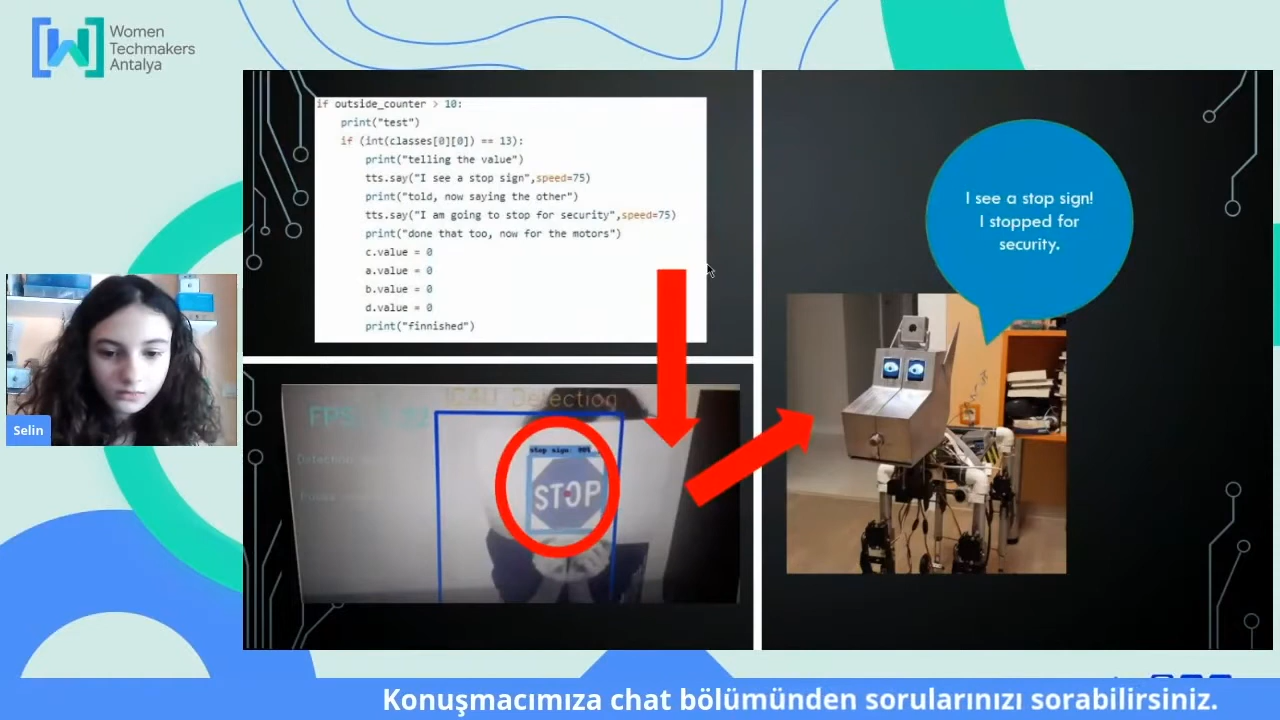 Women
Techmakers
Antalya
if outside_counter > 10:
print("test")
if (int(classes[0][0]) == 13):
print("telling the value")
tts.say("I see a stop sign",speed=75)
print("told, now saying the other")
tts.say("I am going to stop for security",speed=75)
print("done that too, now for the motors")
c.value = 0
a.value = 0
b.value = 0
d.value = 0
print("finnished")
I see a stop sign!
I stopped for
security.
Selin
Detection
FPS:
stop sign:
STOP
Konuşmacımıza chat bölümünden sorularınızı sorabilirsiniz.